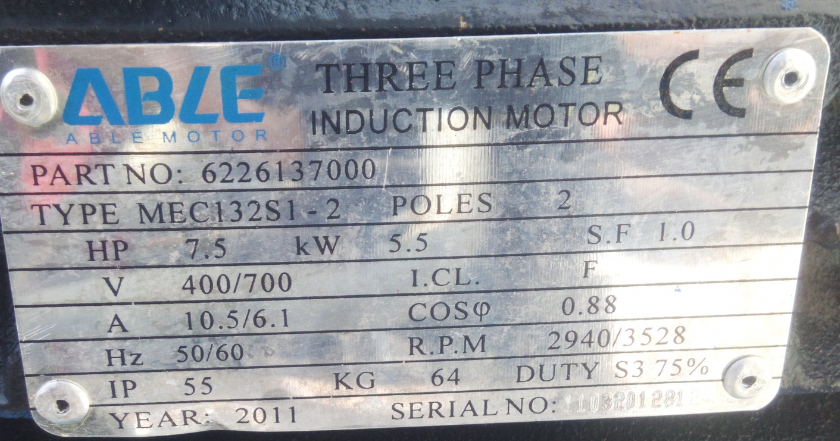 ABLE® THREE PHASE CE
ABLE MOTOR INDUCTION MOTOR
PART NO: 6226137000
TYPE MEC132S1-2 POLES 2
HP 7.5 kW 5.5 S.F 1.0
V 400/700 I.CL. F
A 10.5/6.1 COSφ 0.88
Hz 50/60 R.P.M 2940/3528
IP 55 KG 64 DUTY S3 75%
YEAR: 2011 SERIAL NO: